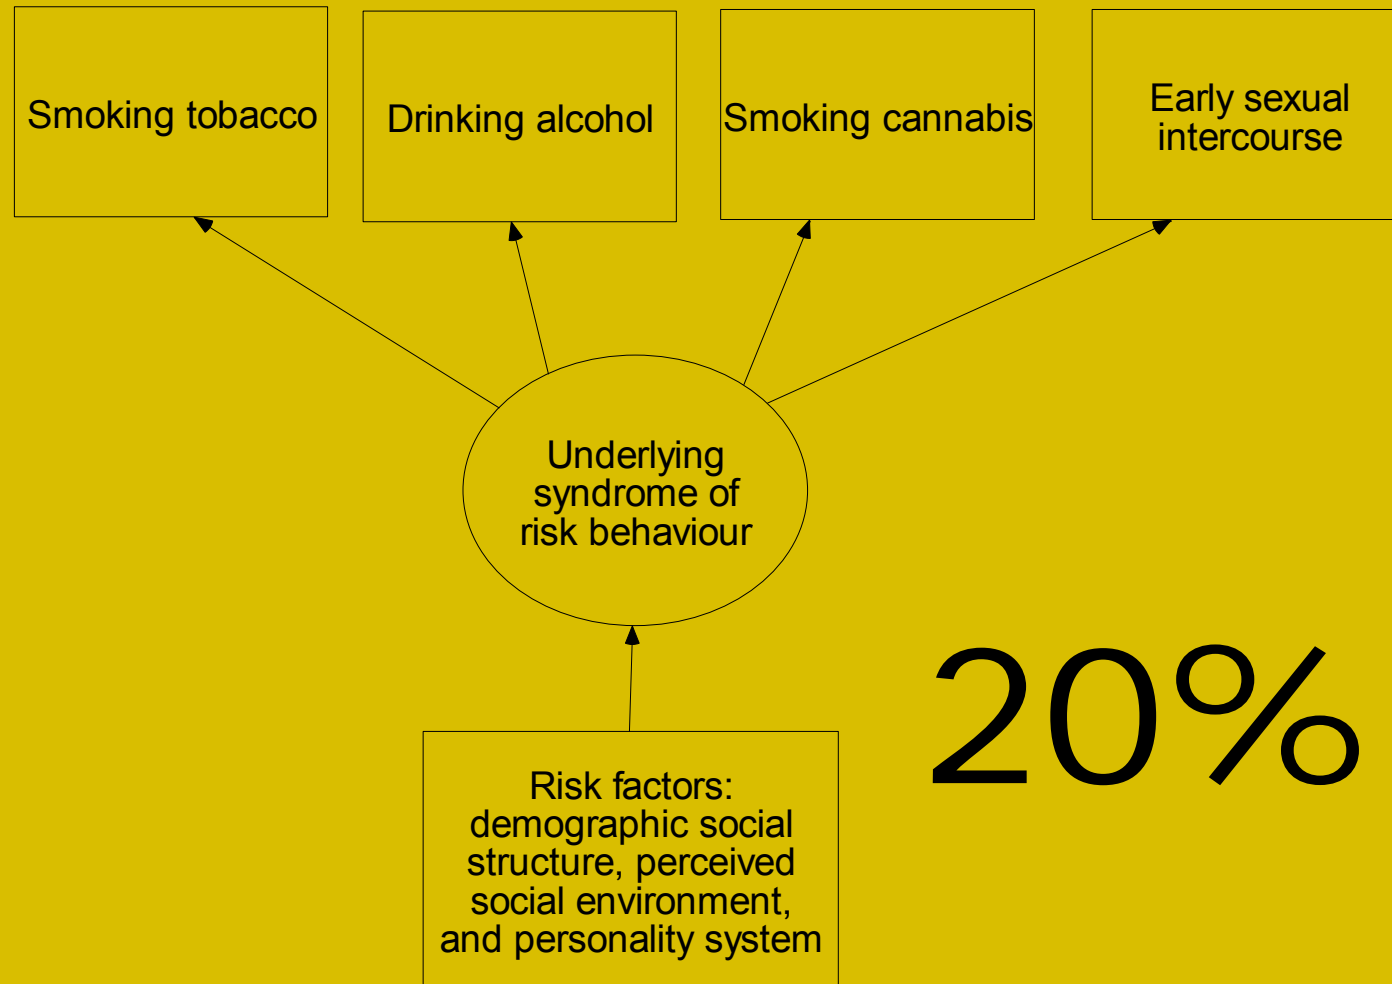 Smoking tobacco
Drinking alcohol
Smoking cannabis
Early sexual
intercourse
Underlying
syndrome of
risk behaviour
20%
Risk factors:
demographic social
structure, perceived
social environment,
and personality system